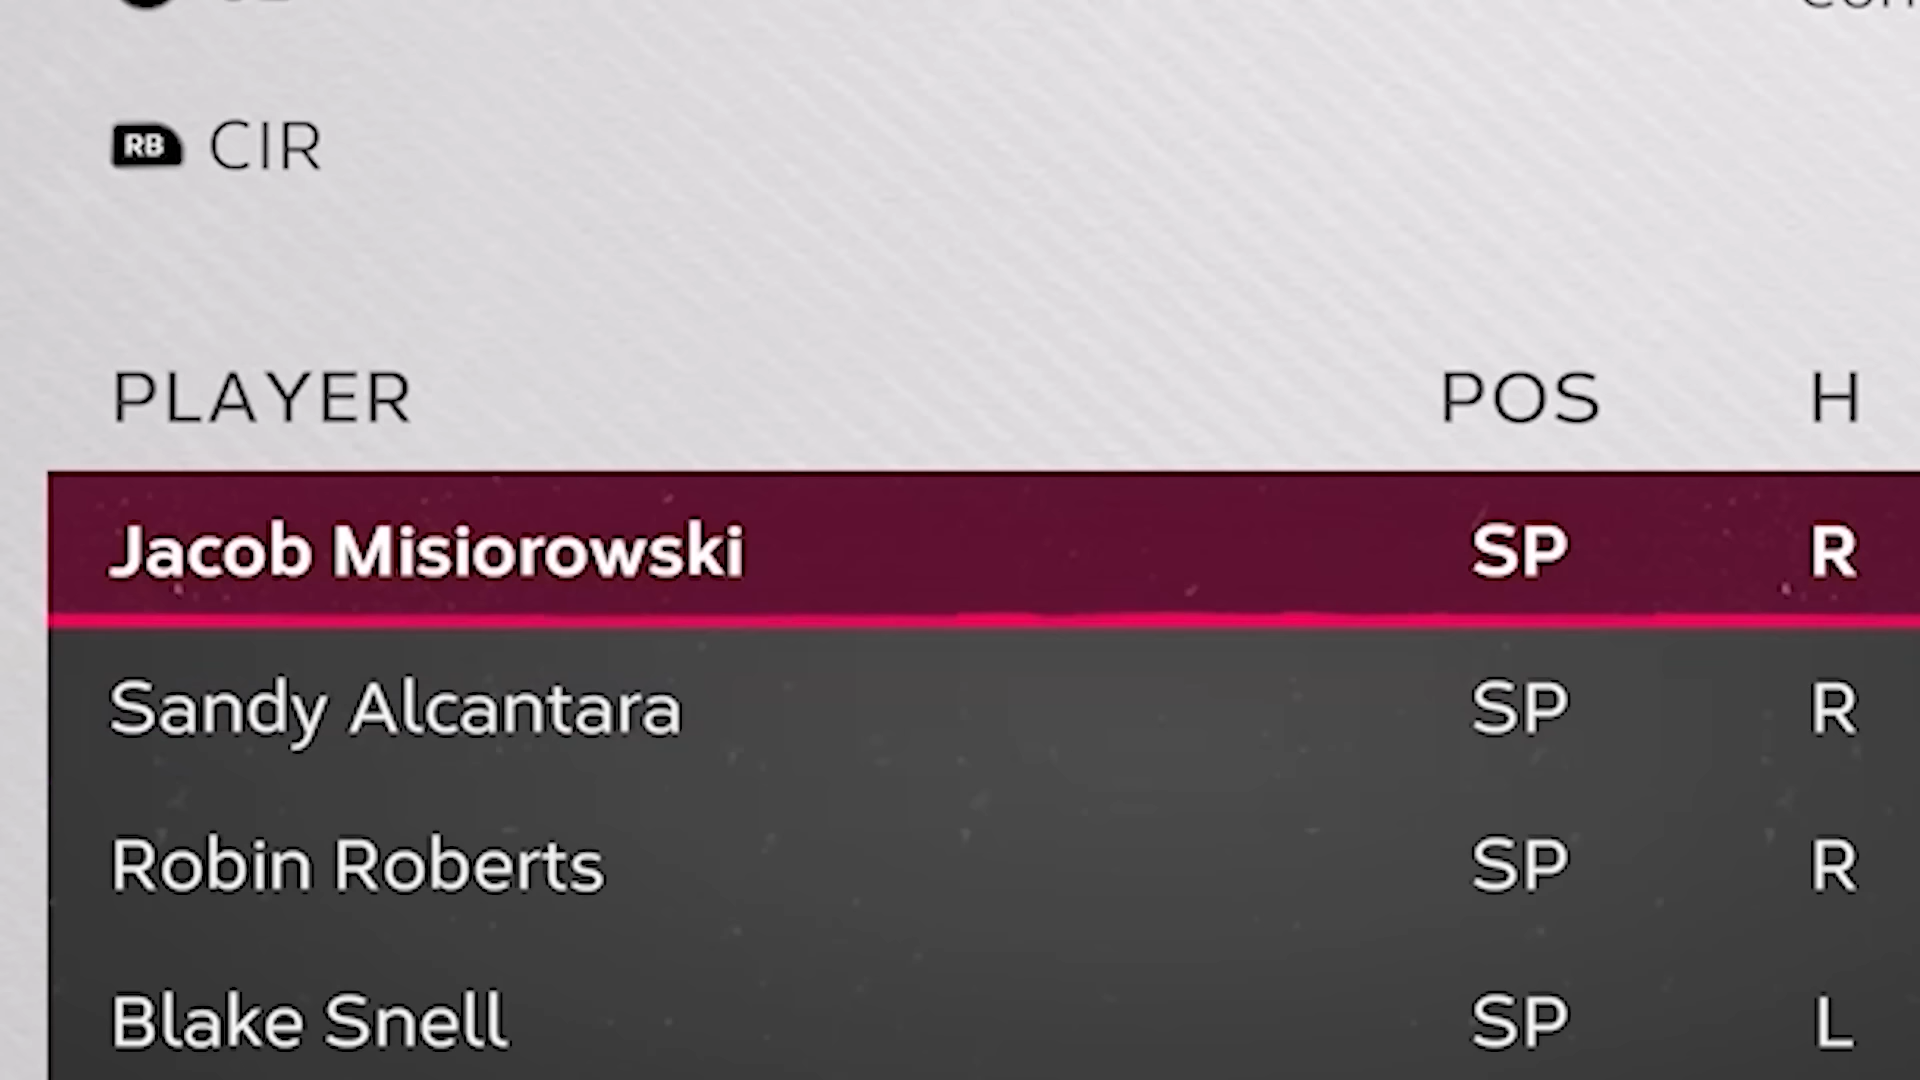 RB CIR
PLAYER POS H
Jacob Misiorowski SP R
Sandy Alcantara SP R
Robin Roberts SP R
Blake Snell SP L